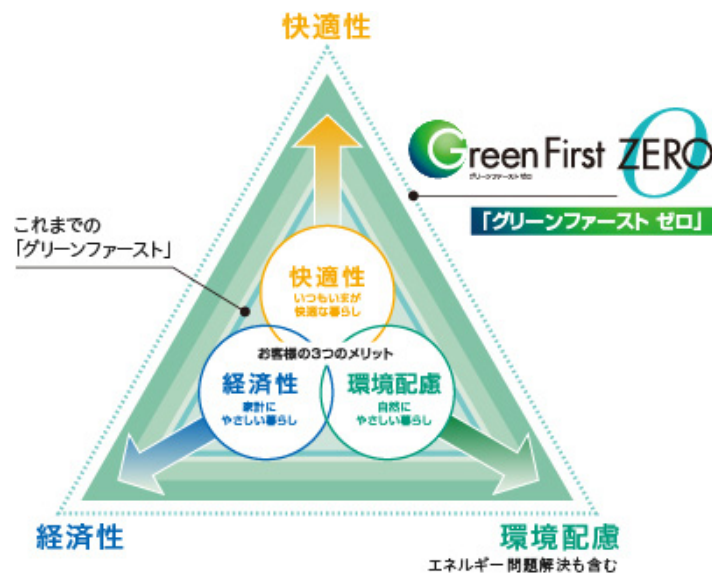 快適性
Green First ZERO
グリーンファースト ゼロ
「グリーンファースト ゼロ」
これまでの
「グリーンファースト」
快適性
いつもいまが
快適な暮らし
お客様の3つのメリット
経済性
家計に
やさしい暮らし
環境配慮
自然に
やさしい暮らし
経済性
環境配慮
エネルギー問題解決も含む